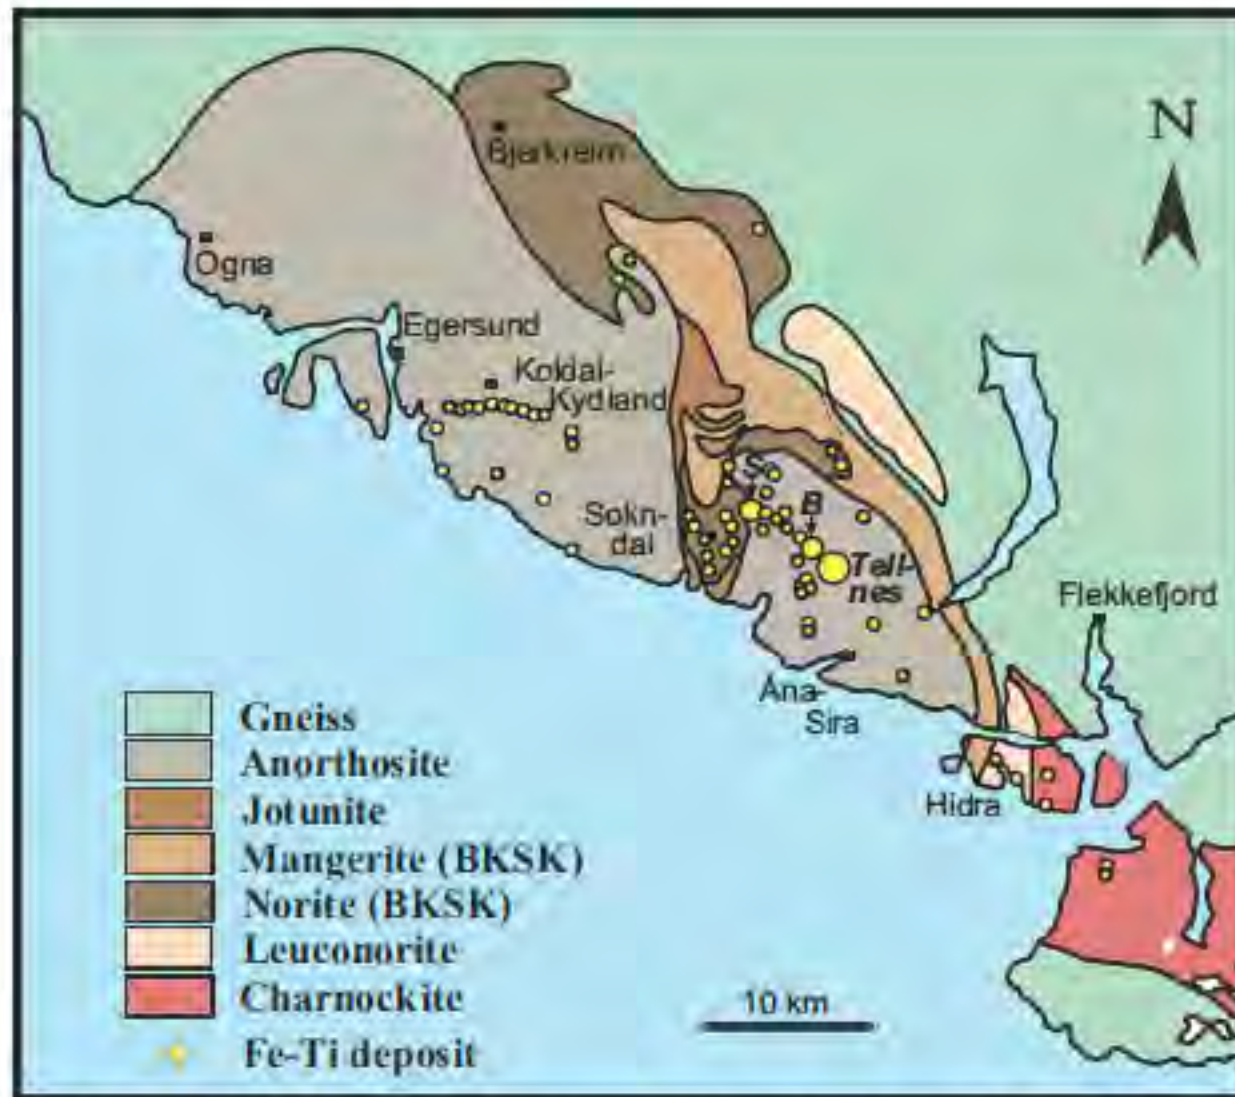 N
Bjerkreim
Ogna
Egersund
Koldal-
Kydland
S
B
Sokn-
dal
Tell-
nes
Flekkefjord
Åna-
Sira
Hidra
Gneiss
Anorthosite
Jotunite
Mangerite (BKSK)
Norite (BKSK)
Leuconorite
Charnockite
Fe-Ti deposit
10 km